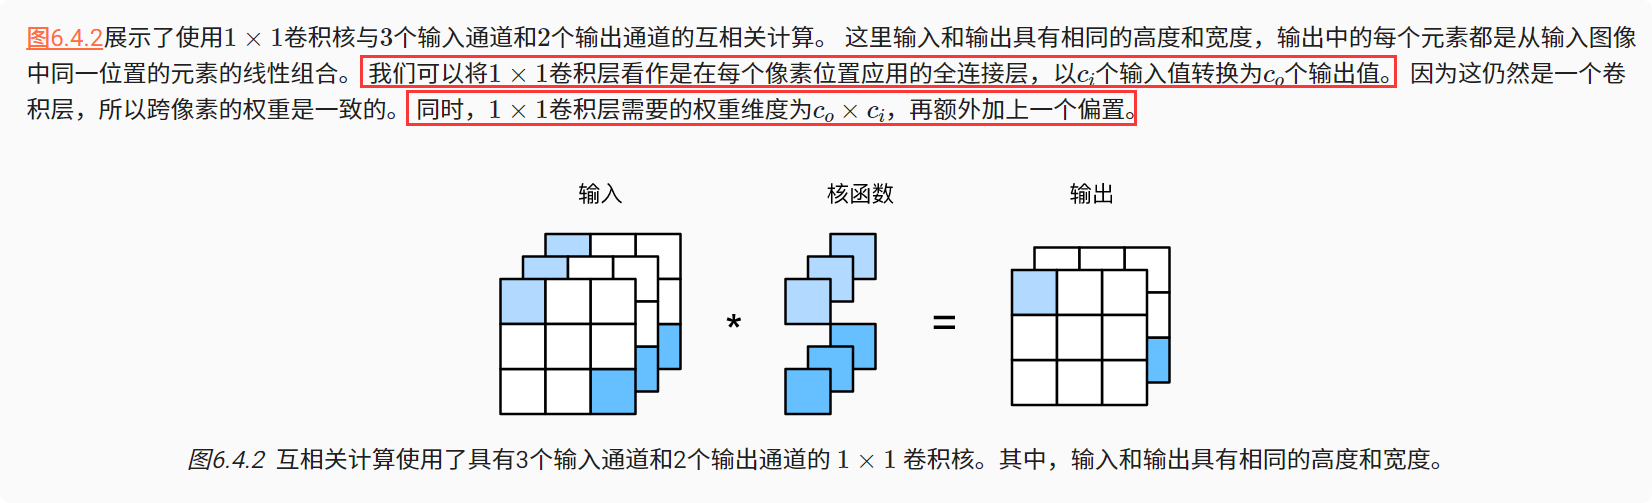 图6.4.2展示了使用1 × 1卷积核与3个输入通道和2个输出通道的互相关计算。 这里输入和输出具有相同的高度和宽度，输出中的每个元素都是从输入图像
中同一位置的元素的线性组合。 我们可以将1 × 1卷积层看作是在每个像素位置应用的全连接层，以cᵢ个输入值转换为cₒ个输出值。 因为这仍然是一个卷
积层，所以跨像素的权重是一致的。 同时，1 × 1卷积层需要的权重维度为cₒ × cᵢ，再额外加上一个偏置。
输入 核函数 输出
* =
图6.4.2 互相关计算使用了具有3个输入通道和2个输出通道的 1 × 1 卷积核。其中，输入和输出具有相同的高度和宽度。